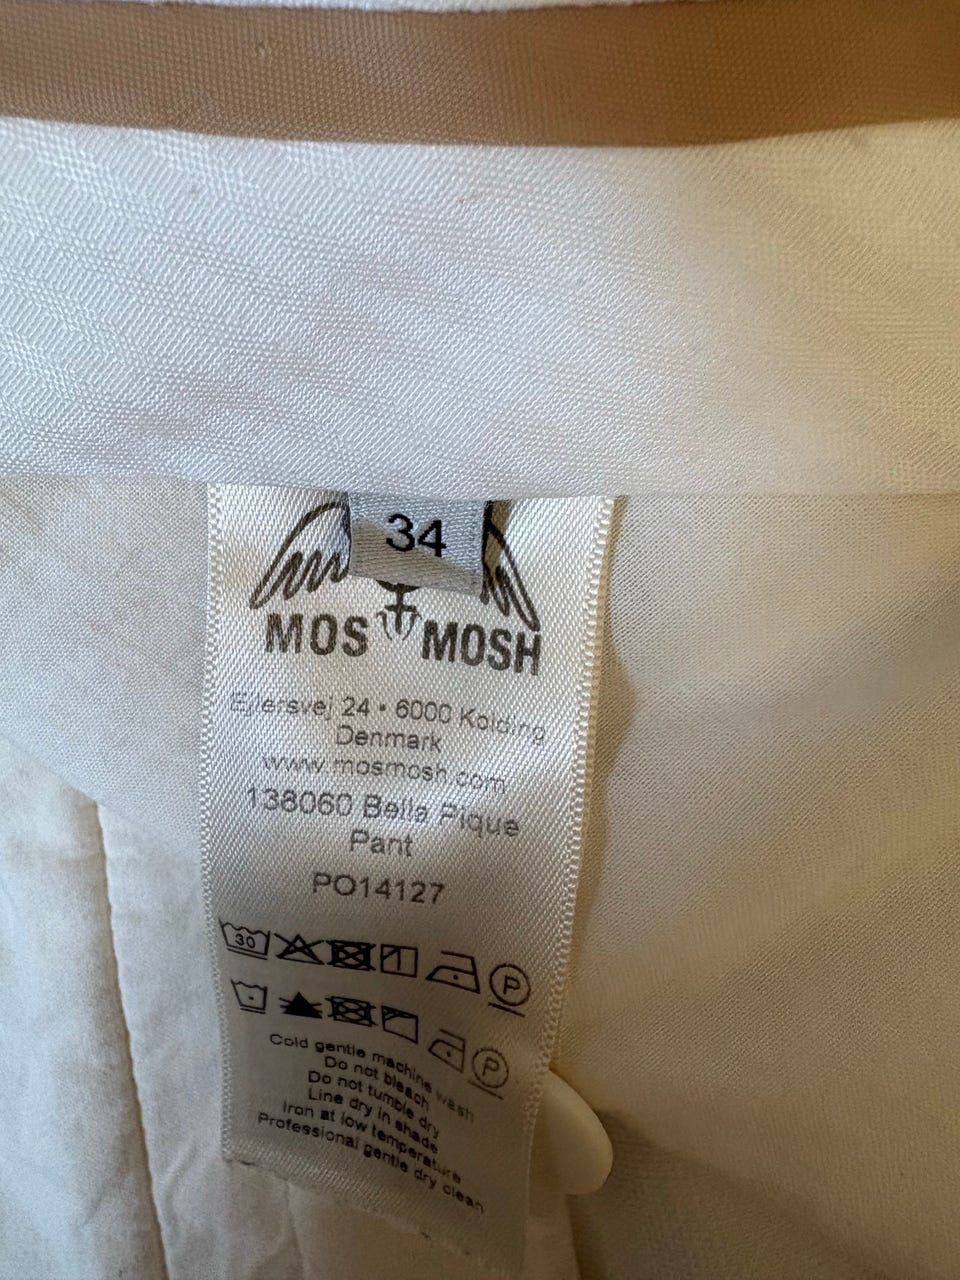 34
MOS MOSH
Ejlersvej 24 • 6000 Kolding
Denmark
www.mosmosh.com
138060 Bella Pique
Pant
PO14127
30 P
P
Cold gentle machine wash
Do not bleach
Do not tumble dry
Line dry in shade
Iron at low temperature
Professional gentle dry clean